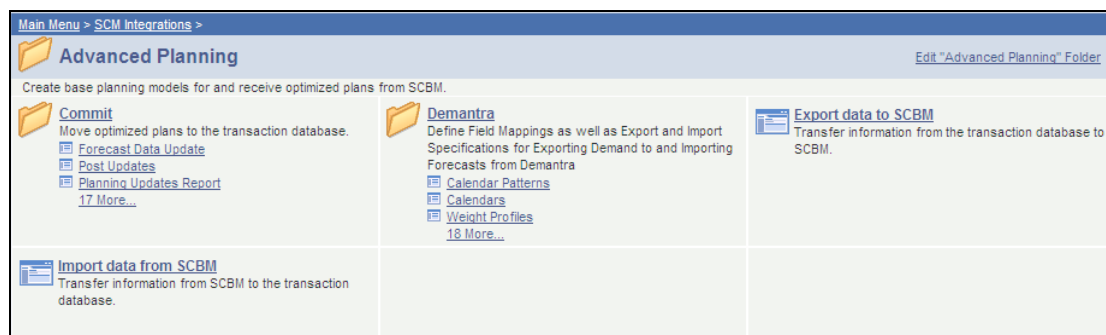 Main Menu > SCM Integrations >
Advanced Planning
Edit "Advanced Planning" Folder
Create base planning models for and receive optimized plans from SCBM.
Commit
Move optimized plans to the transaction database.
Forecast Data Update
Post Updates
Planning Updates Report
17 More...
Demantra
Define Field Mappings as well as Export and Import
Specifications for Exporting Demand to and Importing
Forecasts from Demantra
Calendar Patterns
Calendars
Weight Profiles
18 More...
Export data to SCBM
Transfer information from the transaction database to
SCBM.
Import data from SCBM
Transfer information from SCBM to the transaction
database.